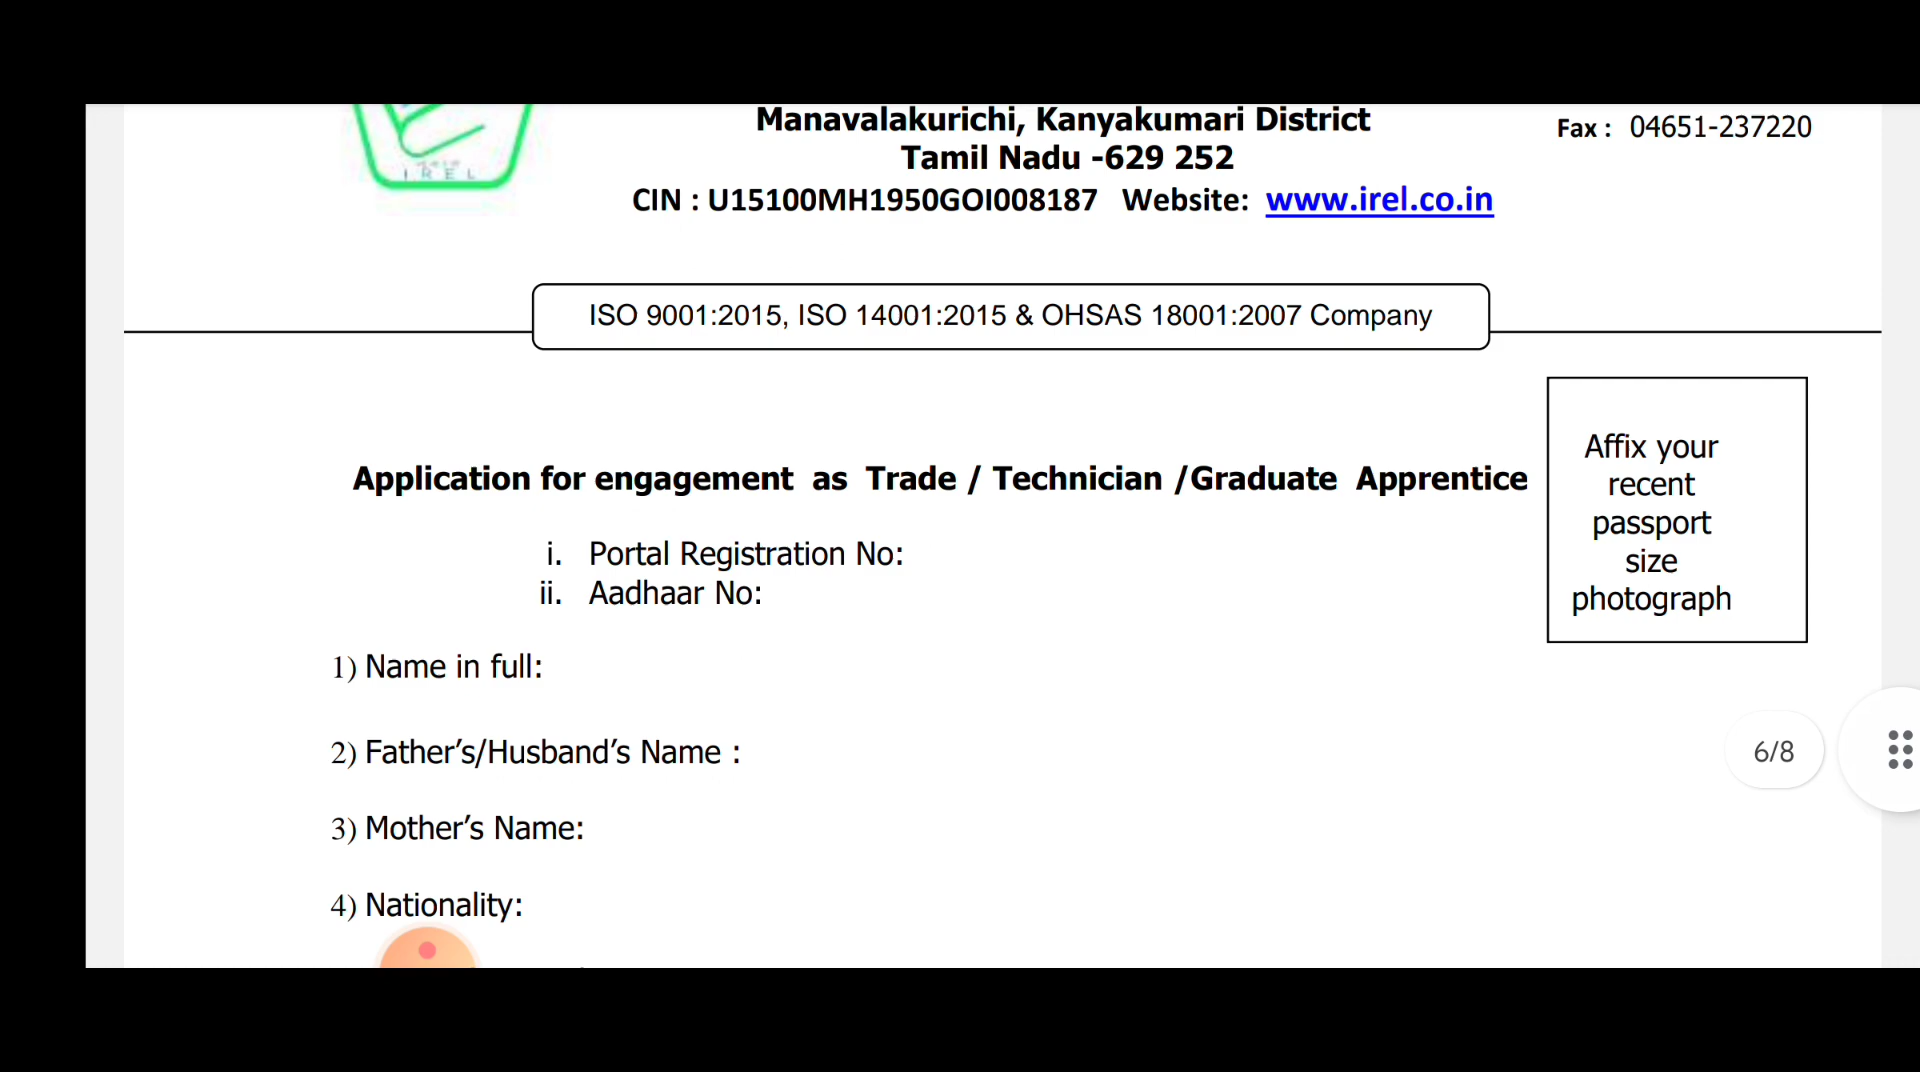 Manavalakurichi, Kanyakumari District
Fax : 04651-237220
Tamil Nadu -629 252
CIN : U15100MH1950GOI008187 Website: www.irel.co.in
I R E L
ISO 9001:2015, ISO 14001:2015 & OHSAS 18001:2007 Company
Application for engagement as Trade / Technician /Graduate Apprentice
Affix your
recent
passport
size
photograph
i. Portal Registration No:
ii. Aadhaar No:
1) Name in full:
2) Father’s/Husband’s Name :
3) Mother’s Name:
4) Nationality:
6/8